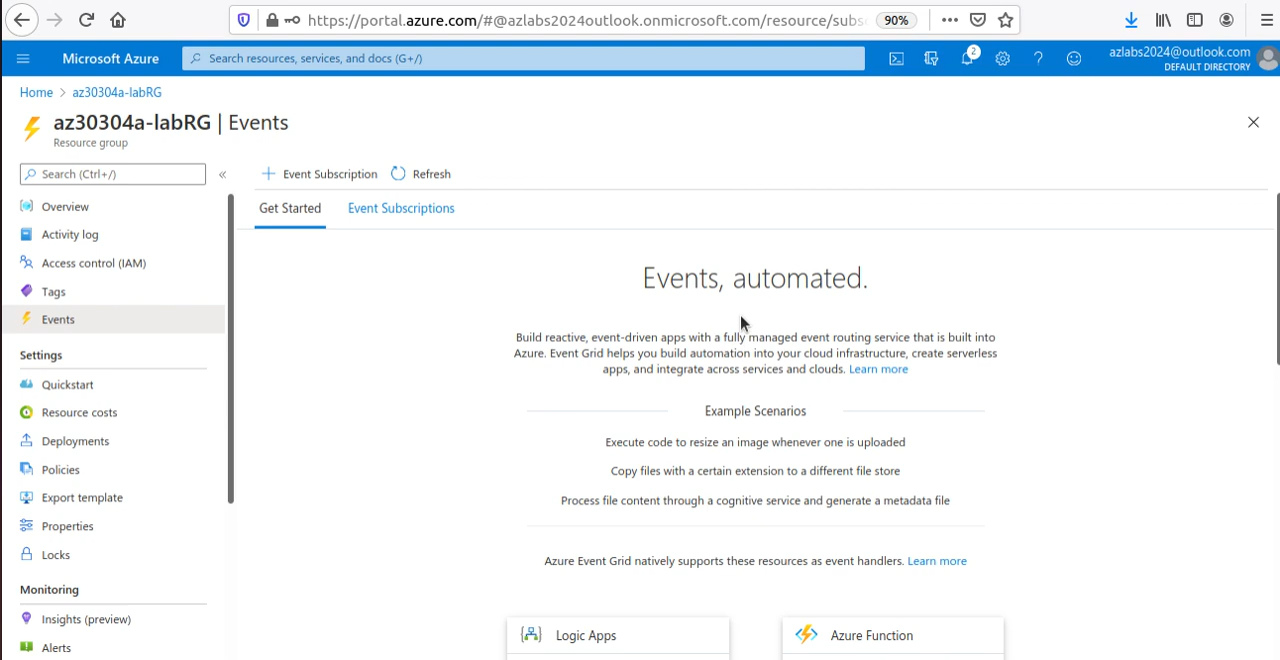 https://portal.azure.com/#@azlabs2024outlook.onmicrosoft.com/resource/subs
90%
Microsoft Azure
Search resources, services, and docs (G+/)
2
azlabs2024@outlook.com
DEFAULT DIRECTORY
Home > az30304a-labRG
az30304a-labRG | Events
Resource group
Search (Ctrl+/)
«
Event Subscription
Refresh
Overview
Activity log
Access control (IAM)
Tags
Events
Settings
Quickstart
Resource costs
Deployments
Policies
Export template
Properties
Locks
Monitoring
Insights (preview)
Alerts
Get Started
Event Subscriptions
Events, automated.
Build reactive, event-driven apps with a fully managed event routing service that is built into
Azure. Event Grid helps you build automation into your cloud infrastructure, create serverless
apps, and integrate across services and clouds. Learn more
Example Scenarios
Execute code to resize an image whenever one is uploaded
Copy files with a certain extension to a different file store
Process file content through a cognitive service and generate a metadata file
Azure Event Grid natively supports these resources as event handlers. Learn more
Logic Apps
Azure Function